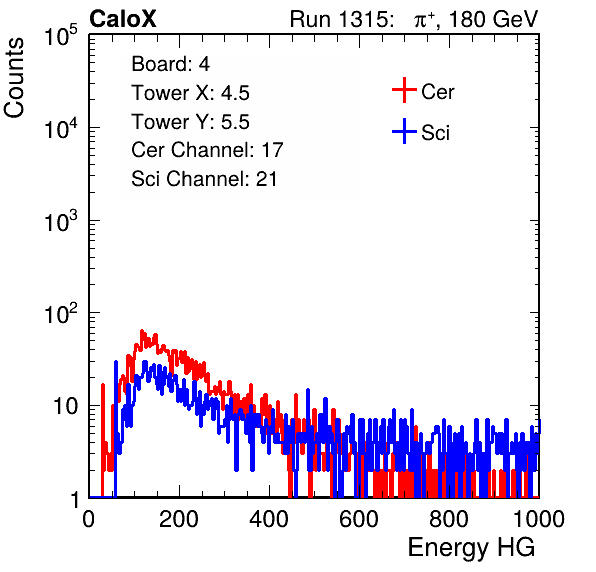 CaloX Run 1315: π⁺, 180 GeV
Counts
Board: 4
Tower X: 4.5
Tower Y: 5.5
Cer Channel: 17
Sci Channel: 21
Cer
Sci
10⁵
10⁴
10³
10²
10
1
0 200 400 600 800 1000
Energy HG